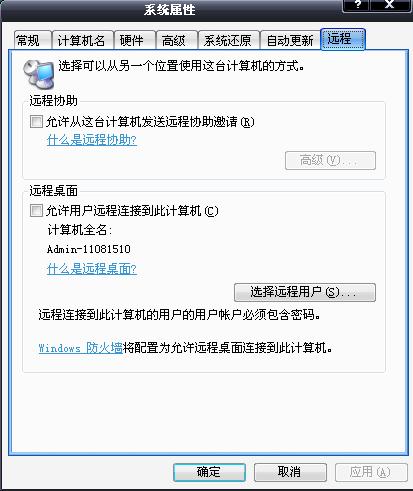 系统属性
常规 计算机名 硬件 高级 系统还原 自动更新 远程
选择可以从另一个位置使用这台计算机的方式。
远程协助
允许从这台计算机发送远程协助邀请(R)
什么是远程协助?
高级(V)...
远程桌面
允许用户远程连接到此计算机(C)
计算机全名:
Admin-11081510
什么是远程桌面?
选择远程用户(S)...
远程连接到此计算机的用户的用户帐户必须包含密码。
Windows 防火墙将配置为允许远程桌面连接到此计算机。
确定 取消 应用(A)